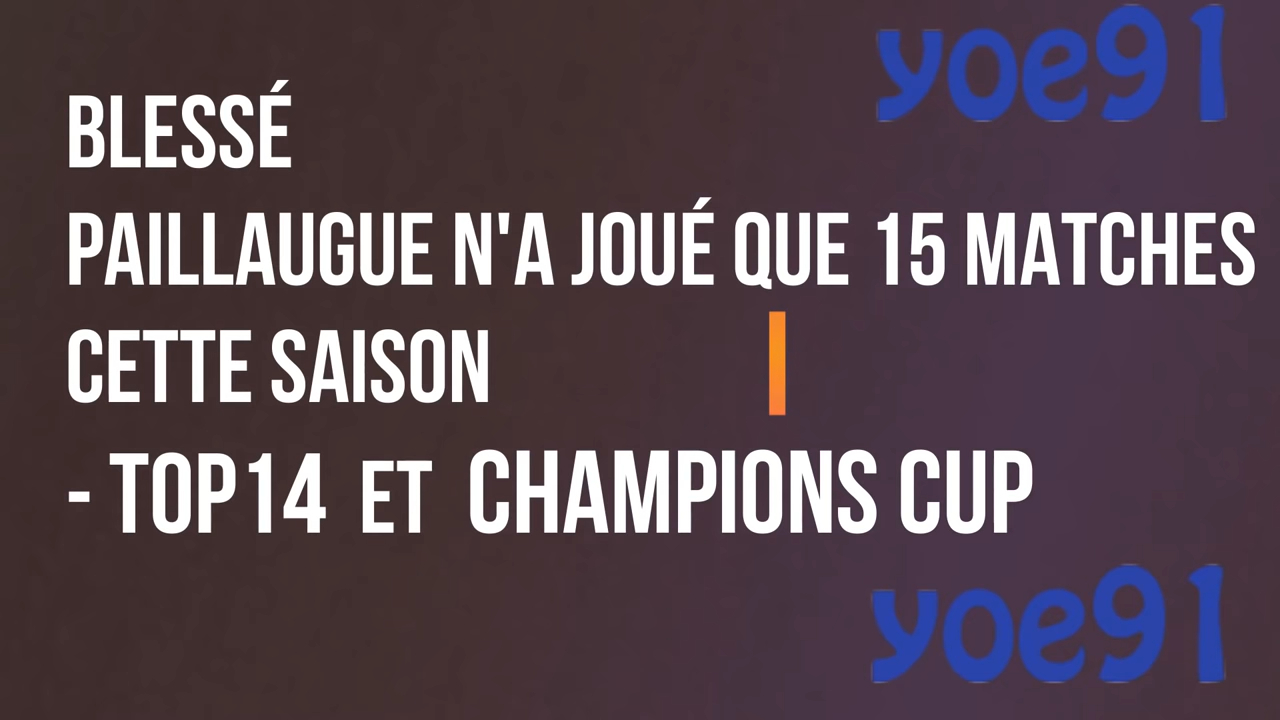 yoe91
BLESSÉ
PAILLAUGUE N'A JOUÉ QUE 15 MATCHES
CETTE SAISON
- TOP14 ET CHAMPIONS CUP
yoe91